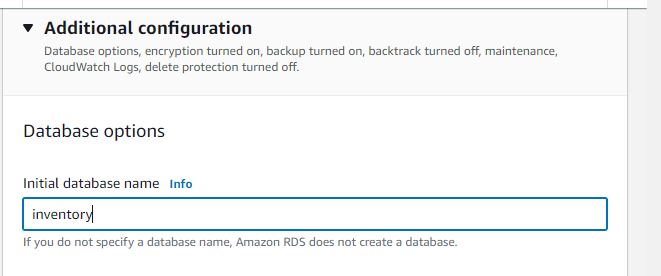 Additional configuration
Database options, encryption turned on, backup turned on, backtrack turned off, maintenance,
CloudWatch Logs, delete protection turned off.
Database options
Initial database name Info
inventory
If you do not specify a database name, Amazon RDS does not create a database.